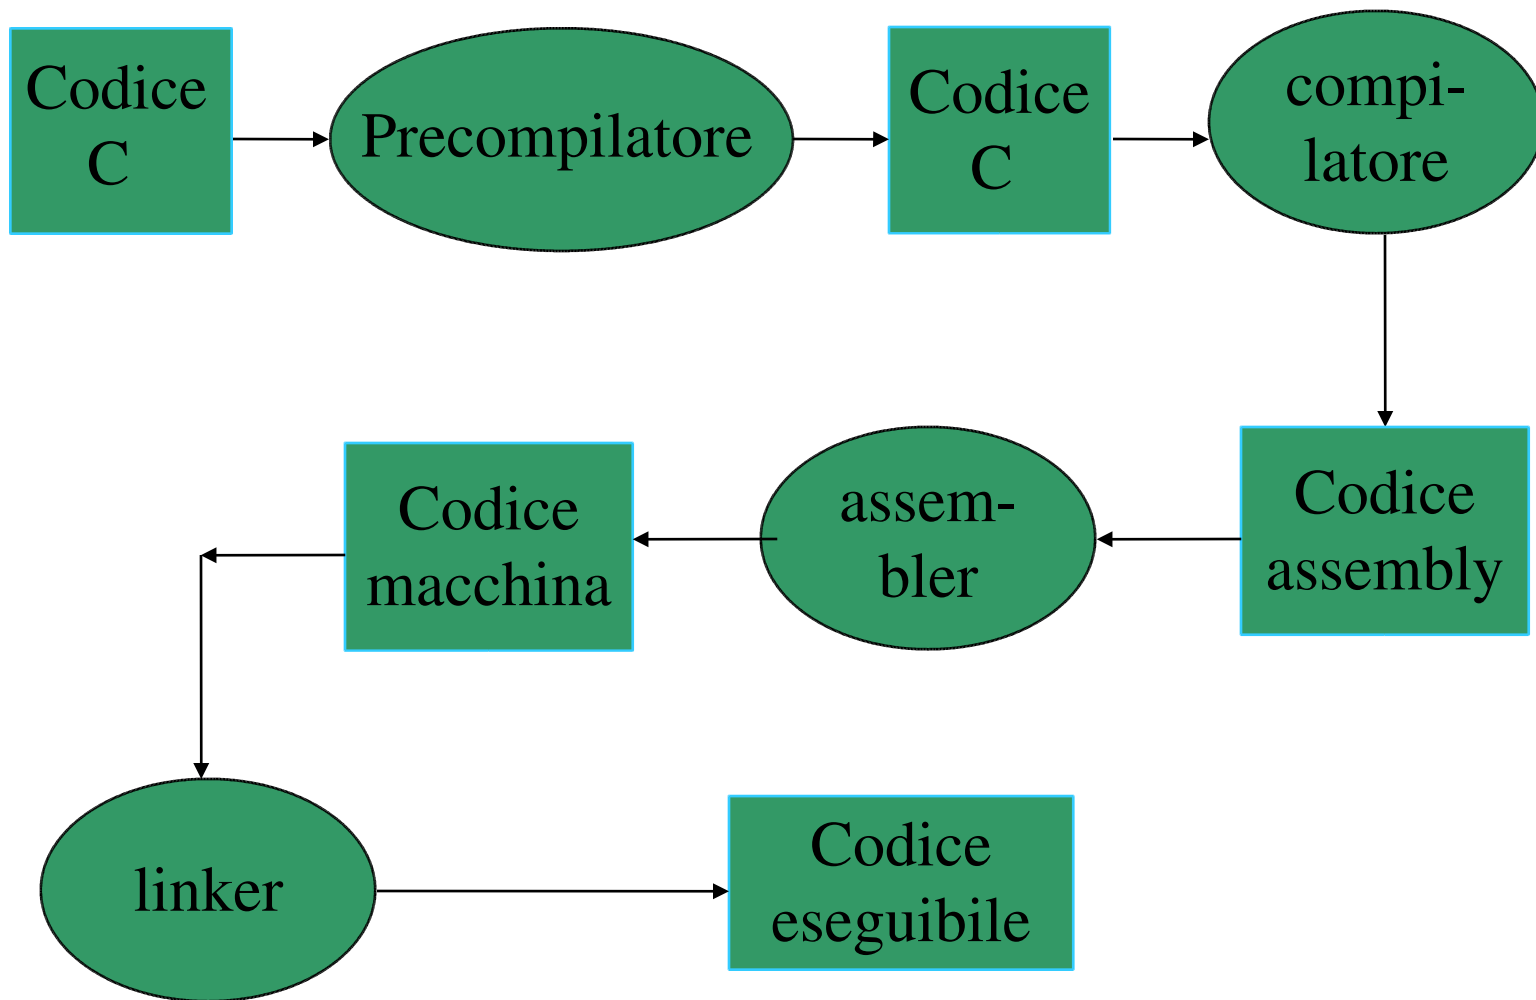 Codice
C
Precompilatore
Codice
C
compi-
latore
Codice
macchina
assem-
bler
Codice
assembly
linker
Codice
eseguibile